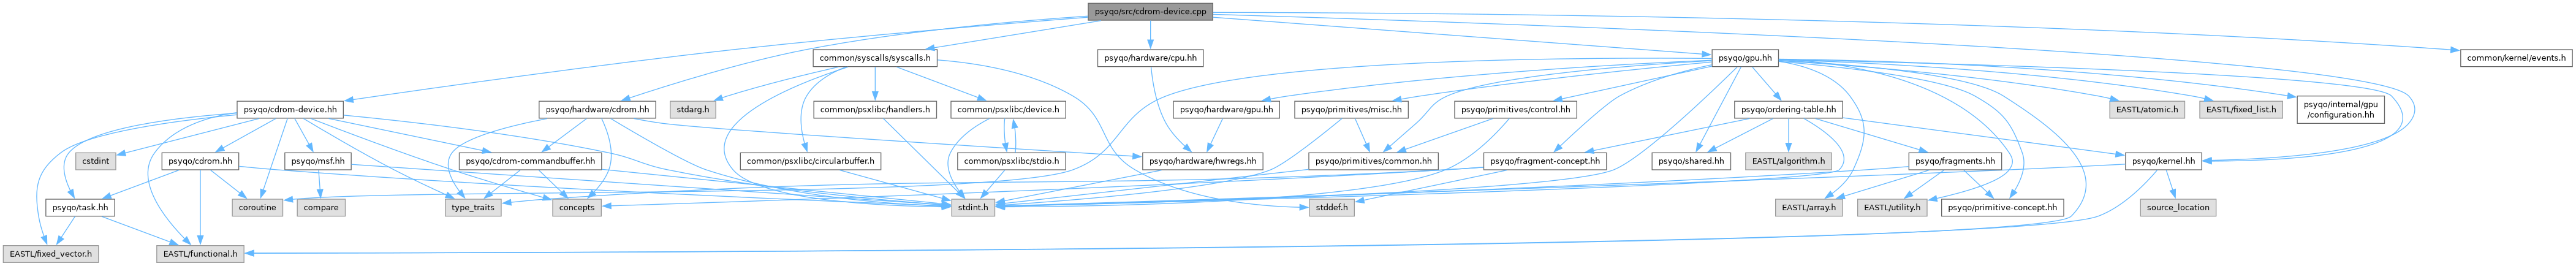 psyqo/src/cdrom-device.cpp
common/syscalls/syscalls.h
psyqo/hardware/cpu.hh
psyqo/gpu.hh
common/kernel/events.h
psyqo/cdrom-device.hh
psyqo/hardware/cdrom.hh
stdarg.h
common/psxlibc/handlers.h
common/psxlibc/device.h
psyqo/hardware/gpu.hh
psyqo/primitives/misc.hh
psyqo/primitives/control.hh
psyqo/ordering-table.hh
EASTL/atomic.h
EASTL/fixed_list.h
psyqo/internal/gpu
/configuration.hh
cstdint
psyqo/cdrom.hh
psyqo/msf.hh
psyqo/cdrom-commandbuffer.hh
common/psxlibc/circularbuffer.h
common/psxlibc/stdio.h
psyqo/hardware/hwregs.hh
psyqo/primitives/common.hh
psyqo/fragment-concept.hh
psyqo/shared.hh
EASTL/algorithm.h
psyqo/fragments.hh
psyqo/kernel.hh
psyqo/task.hh
coroutine
compare
type_traits
concepts
stdint.h
stddef.h
EASTL/array.h
EASTL/utility.h
psyqo/primitive-concept.hh
source_location
EASTL/fixed_vector.h
EASTL/functional.h